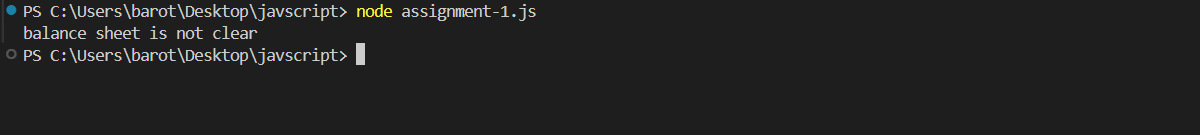 PS C:\Users\barot\Desktop\javscript> node assignment-1.js
balance sheet is not clear
PS C:\Users\barot\Desktop\javscript>